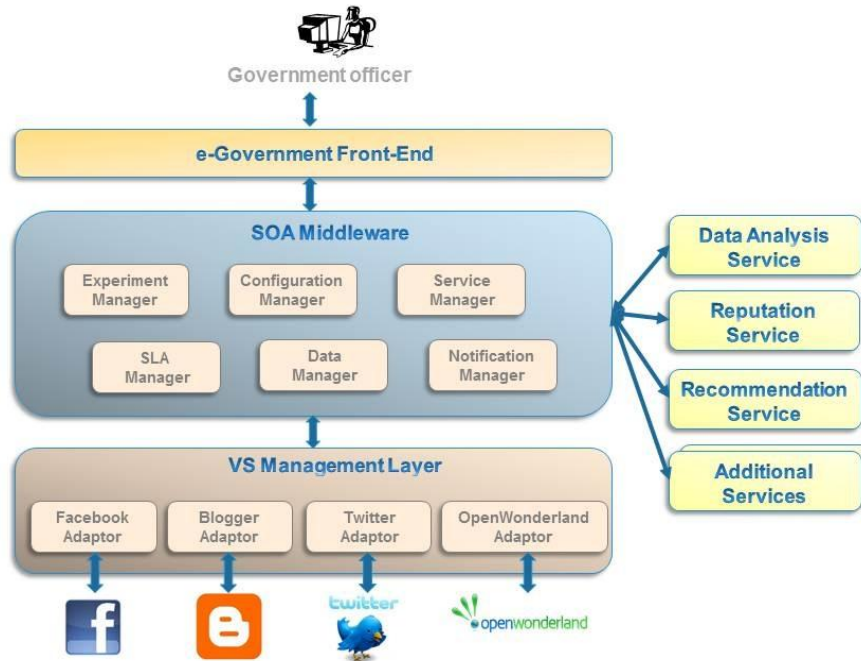 Government officer
e-Government Front-End
SOA Middleware
Experiment
Manager
Configuration
Manager
Service
Manager
SLA
Manager
Data
Manager
Notification
Manager
Data Analysis
Service
Reputation
Service
Recommendation
Service
Additional
Services
VS Management Layer
Facebook
Adaptor
Blogger
Adaptor
Twitter
Adaptor
OpenWonderland
Adaptor
f
B
twitter
openwonderland